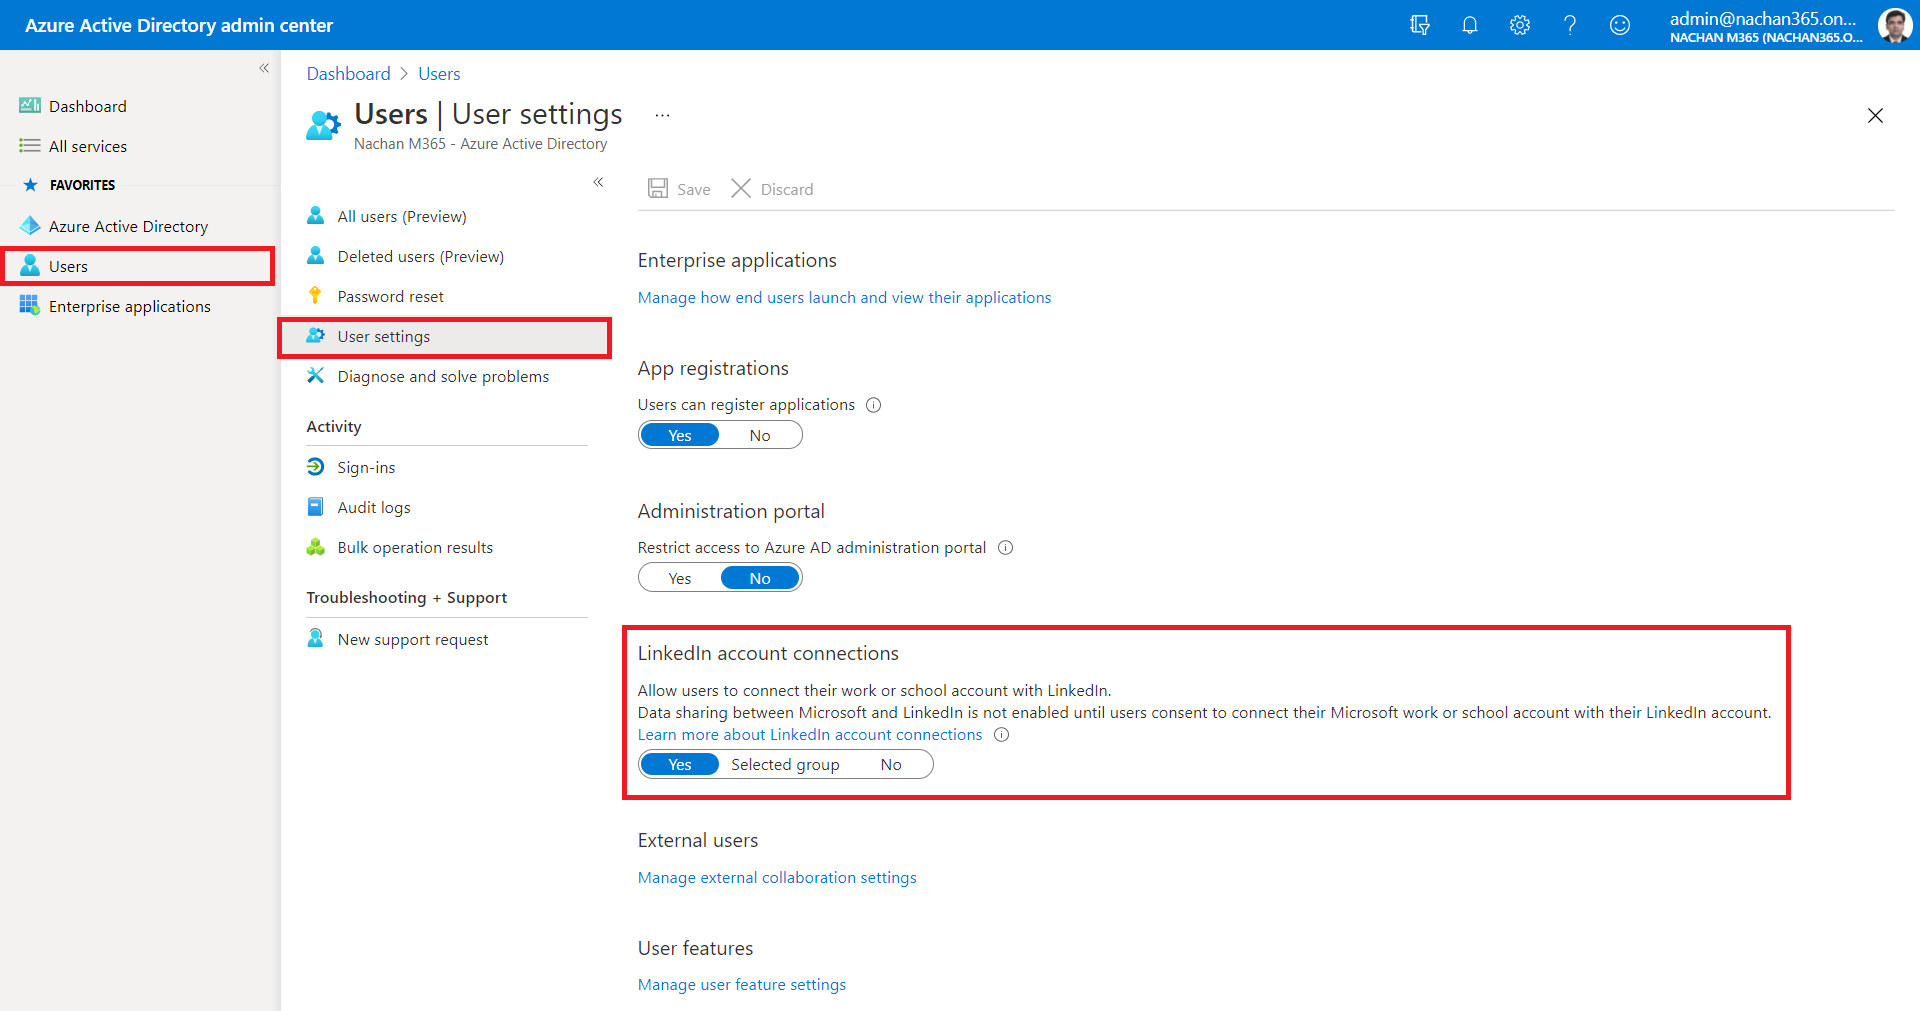 Azure Active Directory admin center
admin@nachan365.on...
NACHAN M365 (NACHAN365.O...
Dashboard
All services
FAVORITES
Azure Active Directory
Users
Enterprise applications
Dashboard > Users
Users | User settings ...
Nachan M365 - Azure Active Directory
All users (Preview)
Deleted users (Preview)
Password reset
User settings
Diagnose and solve problems
Activity
Sign-ins
Audit logs
Bulk operation results
Troubleshooting + Support
New support request
Save Discard
Enterprise applications
Manage how end users launch and view their applications
App registrations
Users can register applications
Yes No
Administration portal
Restrict access to Azure AD administration portal
Yes No
LinkedIn account connections
Allow users to connect their work or school account with LinkedIn.
Data sharing between Microsoft and LinkedIn is not enabled until users consent to connect their Microsoft work or school account with their LinkedIn account.
Learn more about LinkedIn account connections
Yes Selected group No
External users
Manage external collaboration settings
User features
Manage user feature settings